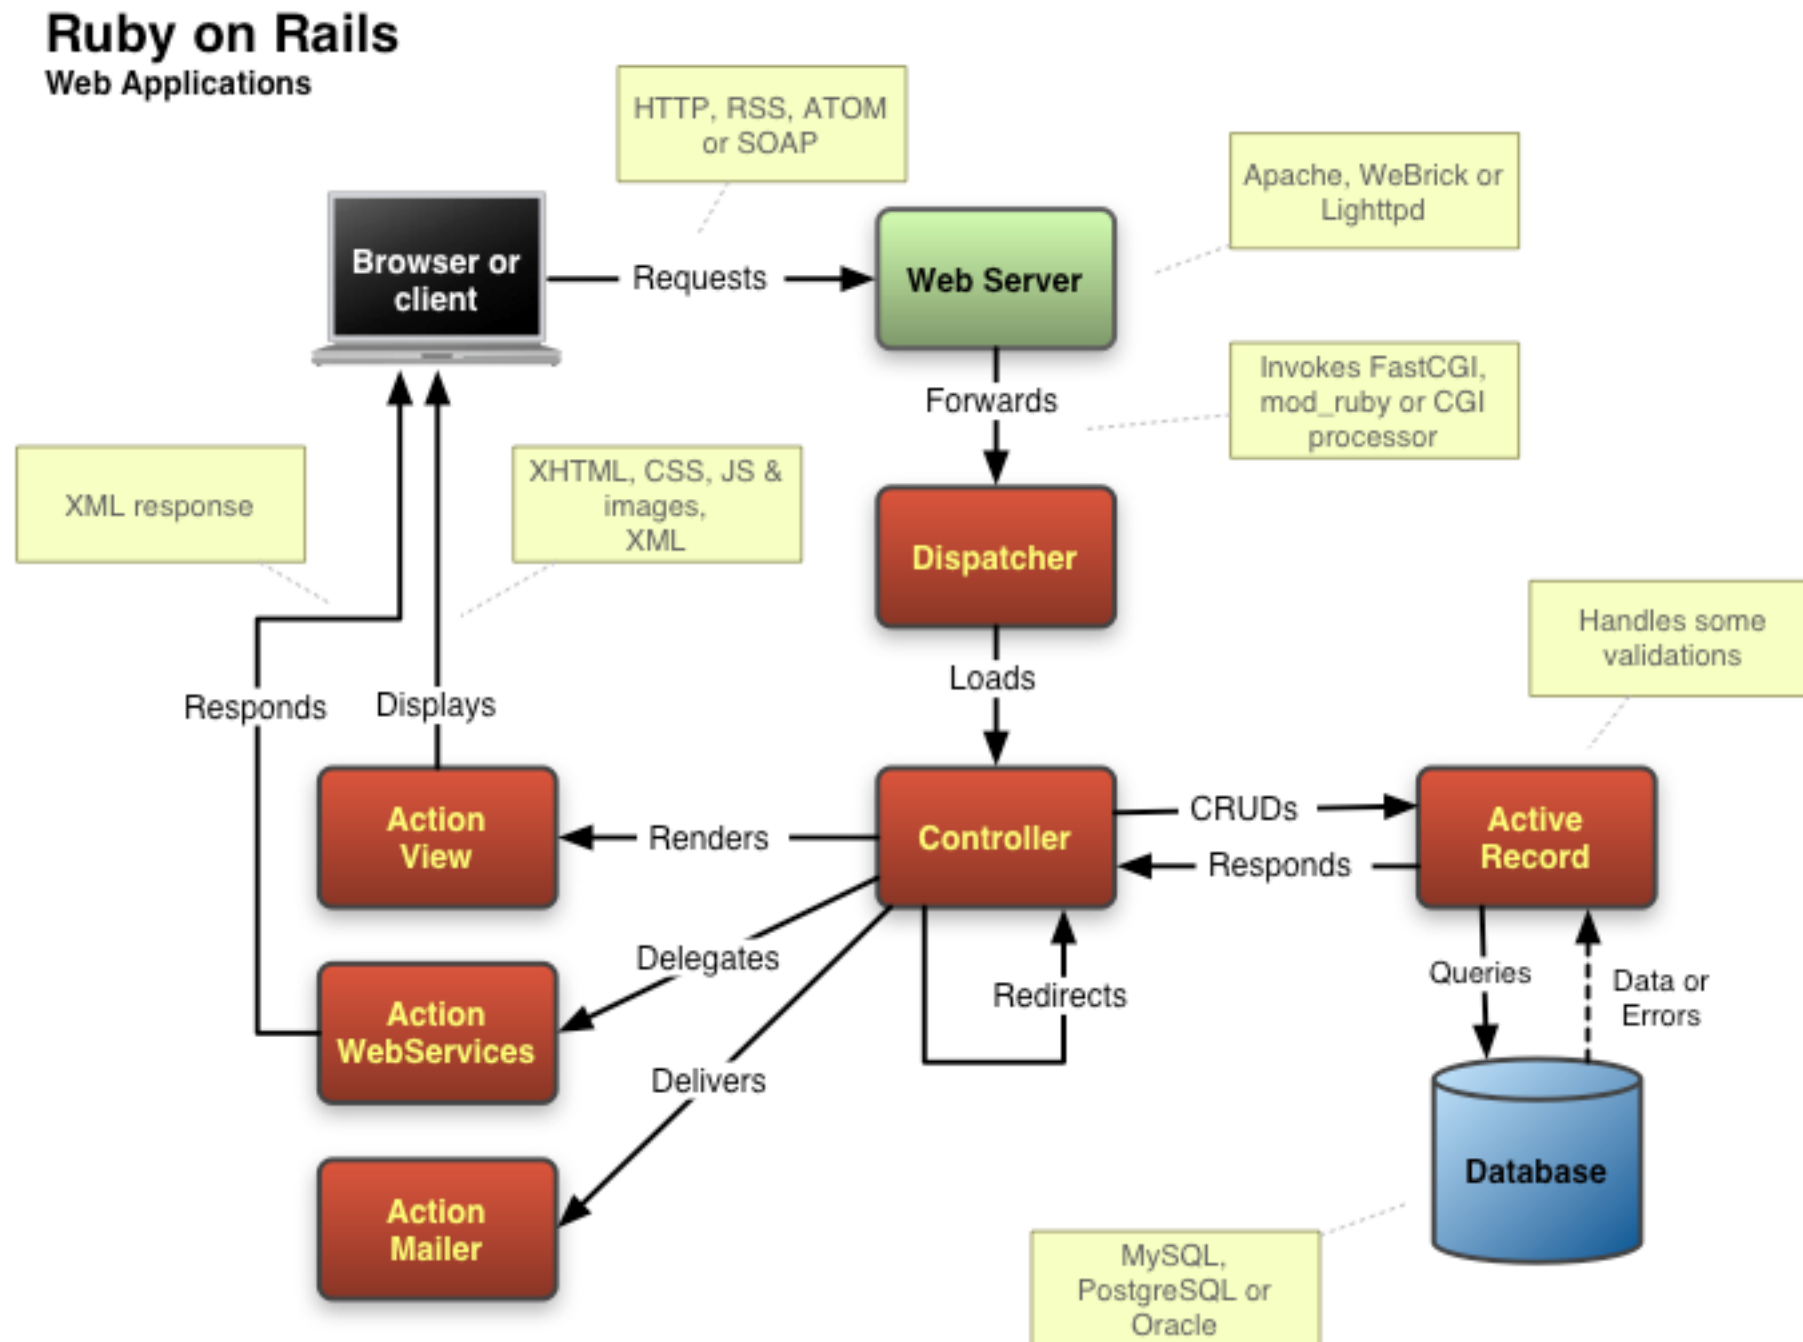 Ruby on Rails
Web Applications
HTTP, RSS, ATOM
or SOAP
Apache, WeBrick or
Lighttpd
Browser or
client
Requests
Web Server
Invokes FastCGI,
mod_ruby or CGI
processor
Forwards
XML response
XHTML, CSS, JS &
images,
XML
Dispatcher
Handles some
validations
Loads
Responds
Displays
Action
View
Renders
Controller
CRUDs
Responds
Active
Record
Delegates
Redirects
Queries
Data or
Errors
Action
WebServices
Delivers
Database
Action
Mailer
MySQL,
PostgreSQL or
Oracle